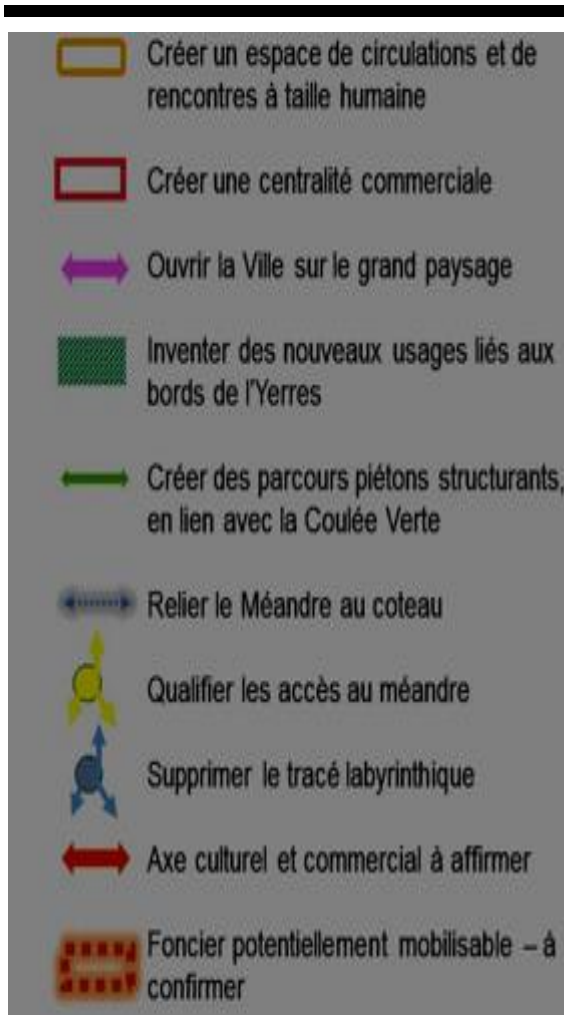 Créer un espace de circulations et de
rencontres à taille humaine
Créer une centralité commerciale
Ouvrir la Ville sur le grand paysage
Inventer des nouveaux usages liés aux
bords de l'Yerres
Créer des parcours piétons structurants,
en lien avec la Coulée Verte
Relier le Méandre au coteau
Qualifier les accès au méandre
Supprimer le tracé labyrinthique
Axe culturel et commercial à affirmer
Foncier potentiellement mobilisable – à
confirmer